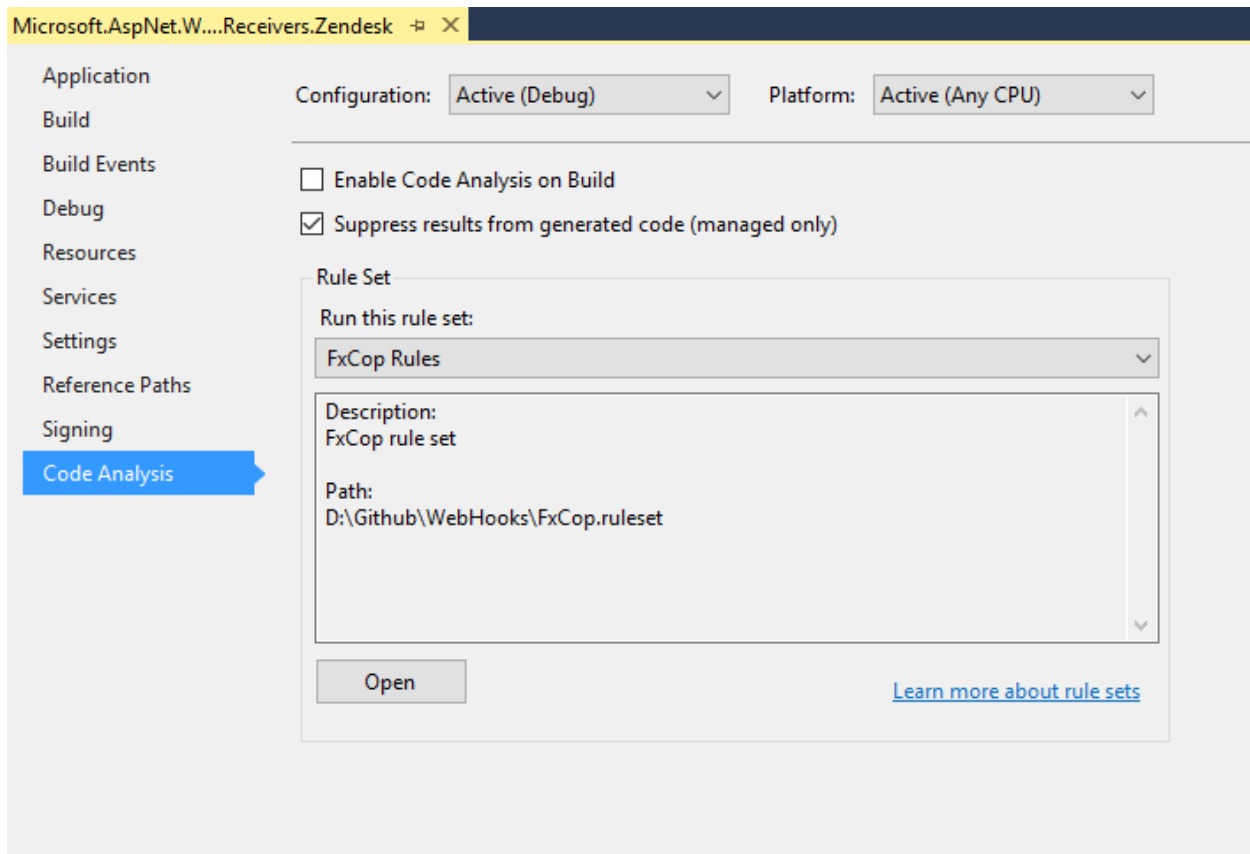 Microsoft.AspNet.W....Receivers.Zendesk
Application
Build
Build Events
Debug
Resources
Services
Settings
Reference Paths
Signing
Code Analysis
Configuration: Active (Debug) Platform: Active (Any CPU)
Enable Code Analysis on Build
Suppress results from generated code (managed only)
Rule Set
Run this rule set:
FxCop Rules
Description:
FxCop rule set
Path:
D:\Github\WebHooks\FxCop.ruleset
Open
Learn more about rule sets